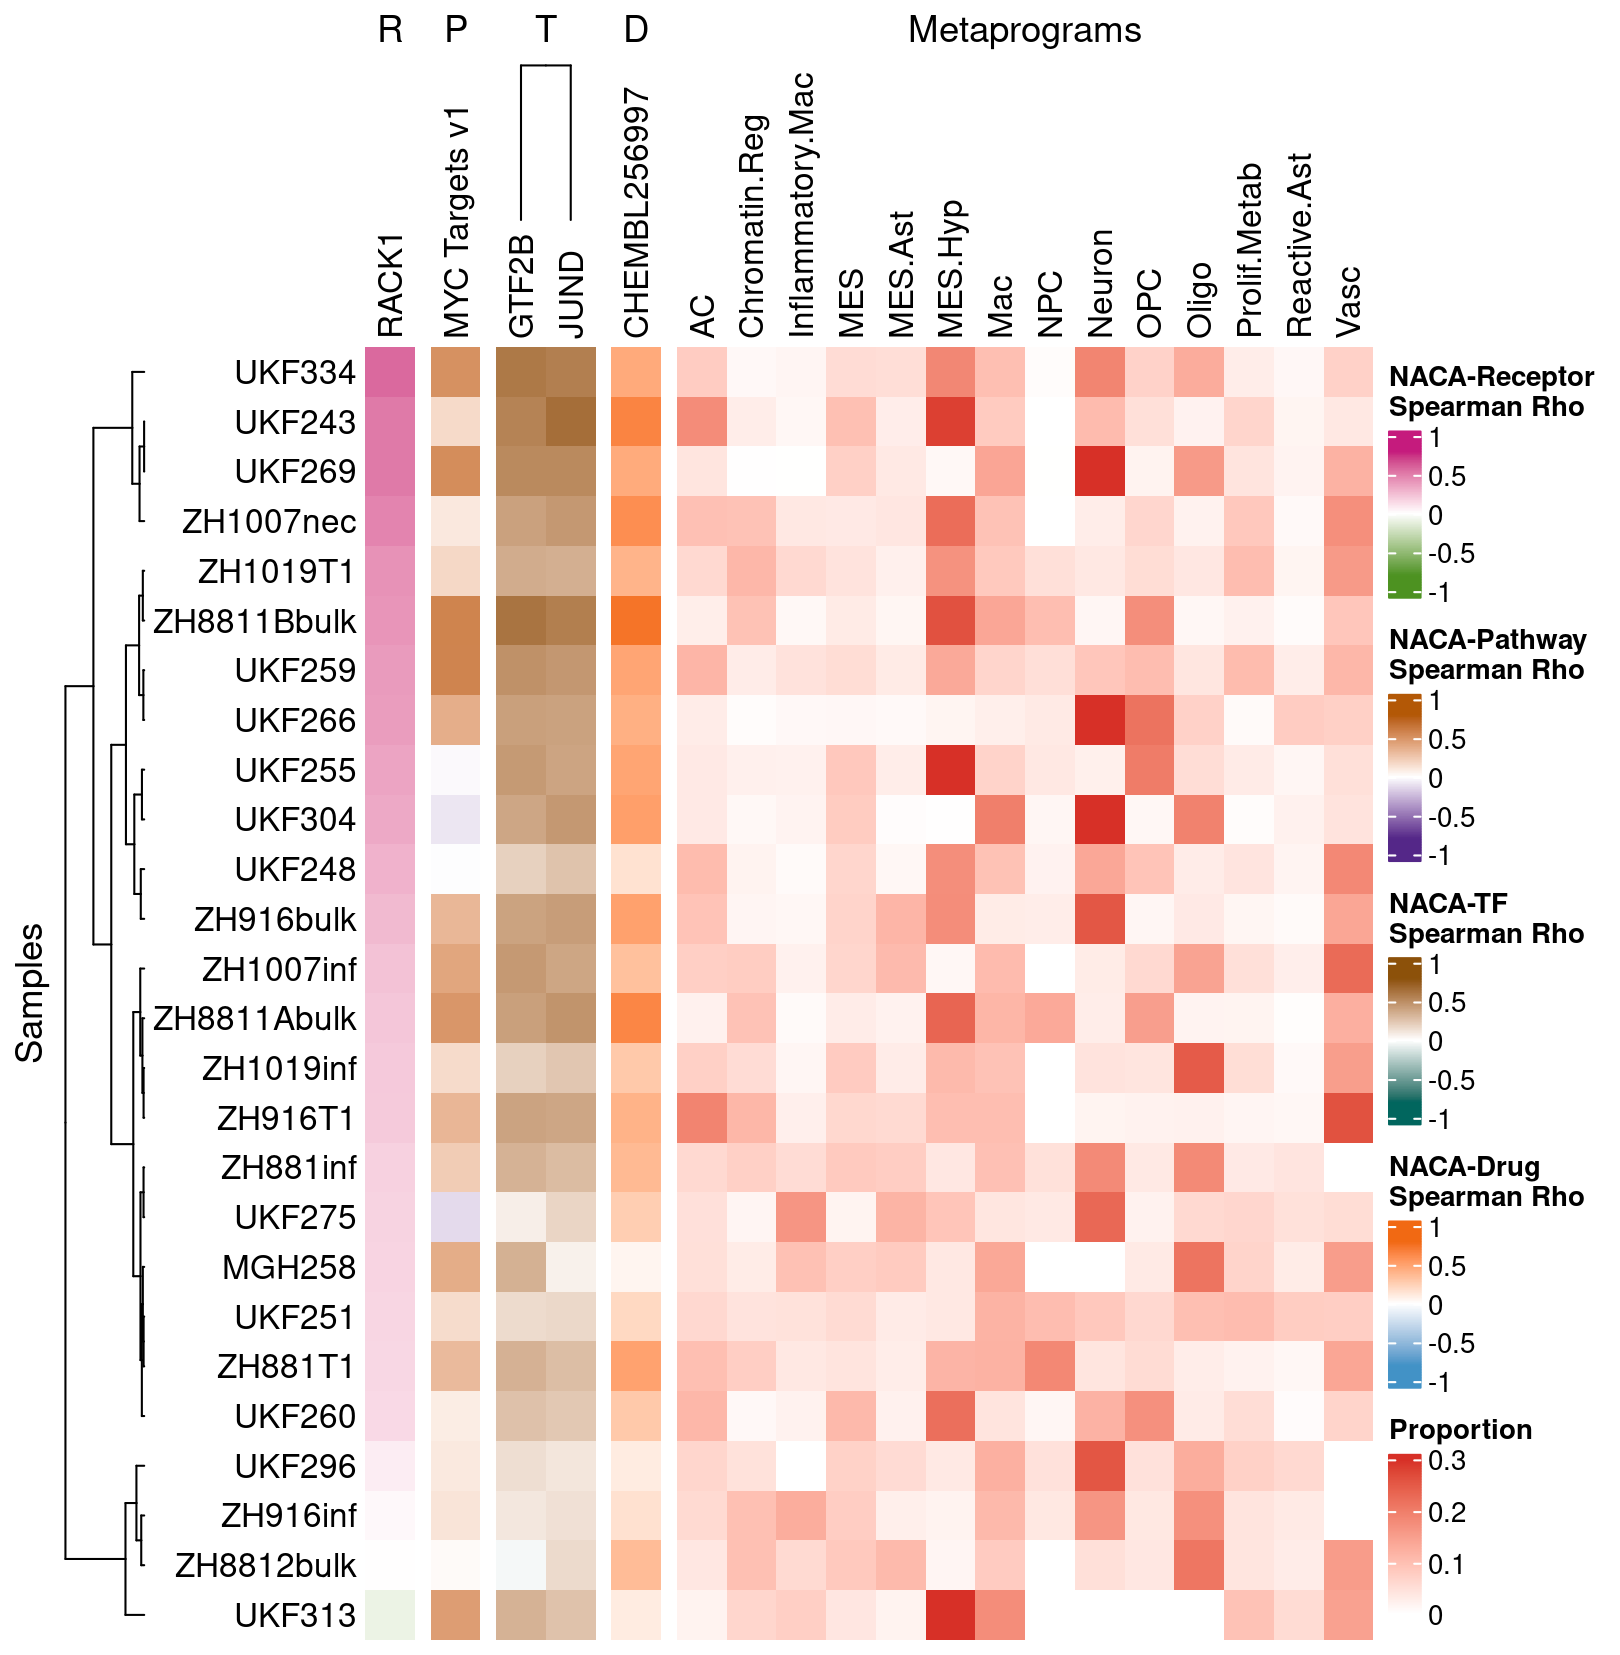 R P T D Metaprograms
RACK1
MYC Targets v1
GTF2B
JUND
CHEMBL256997
AC
Chromatin.Reg
Inflammatory.Mac
MES
MES.Ast
MES.Hyp
Mac
NPC
Neuron
OPC
Oligo
Prolif.Metab
Reactive.Ast
Vasc
Samples
UKF334
UKF243
UKF269
ZH1007nec
ZH1019T1
ZH8811Bbulk
UKF259
UKF266
UKF255
UKF304
UKF248
ZH916bulk
ZH1007inf
ZH8811Abulk
ZH1019inf
ZH916T1
ZH881inf
UKF275
MGH258
UKF251
ZH881T1
UKF260
UKF296
ZH916inf
ZH8812bulk
UKF313
NACA-Receptor
Spearman Rho
1
0.5
0
-0.5
-1
NACA-Pathway
Spearman Rho
1
0.5
0
-0.5
-1
NACA-TF
Spearman Rho
1
0.5
0
-0.5
-1
NACA-Drug
Spearman Rho
1
0.5
0
-0.5
-1
Proportion
0.3
0.2
0.1
0